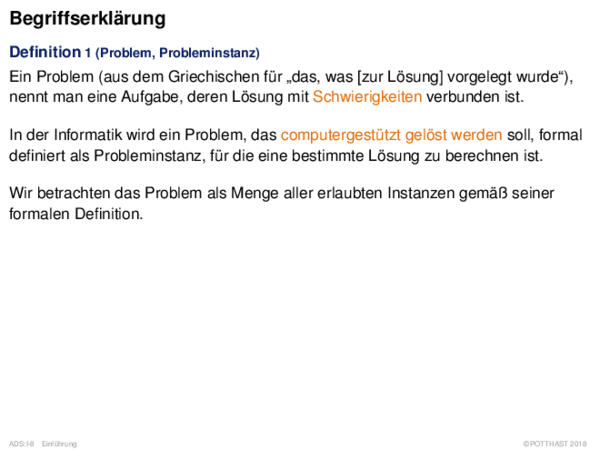 Begriffserklärung
Definition 1 (Problem, Probleminstanz)
Ein Problem (aus dem Griechischen für „das, was [zur Lösung] vorgelegt wurde“),
nennt man eine Aufgabe, deren Lösung mit Schwierigkeiten verbunden ist.
In der Informatik wird ein Problem, das computergestützt gelöst werden soll, formal
definiert als Probleminstanz, für die eine bestimmte Lösung zu berechnen ist.
Wir betrachten das Problem als Menge aller erlaubten Instanzen gemäß seiner
formalen Definition.
ADS:I-8 Einführung ©POTTHAST 2018